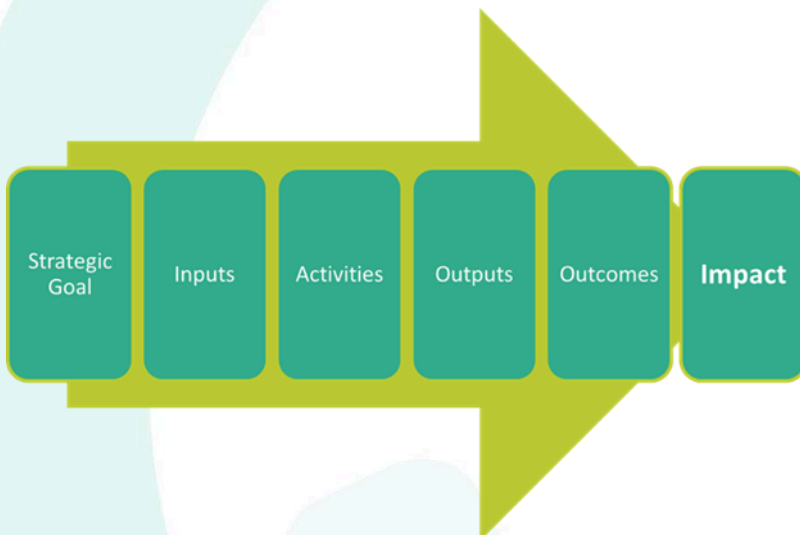 Strategic
Goal
Inputs
Activities
Outputs
Outcomes
Impact